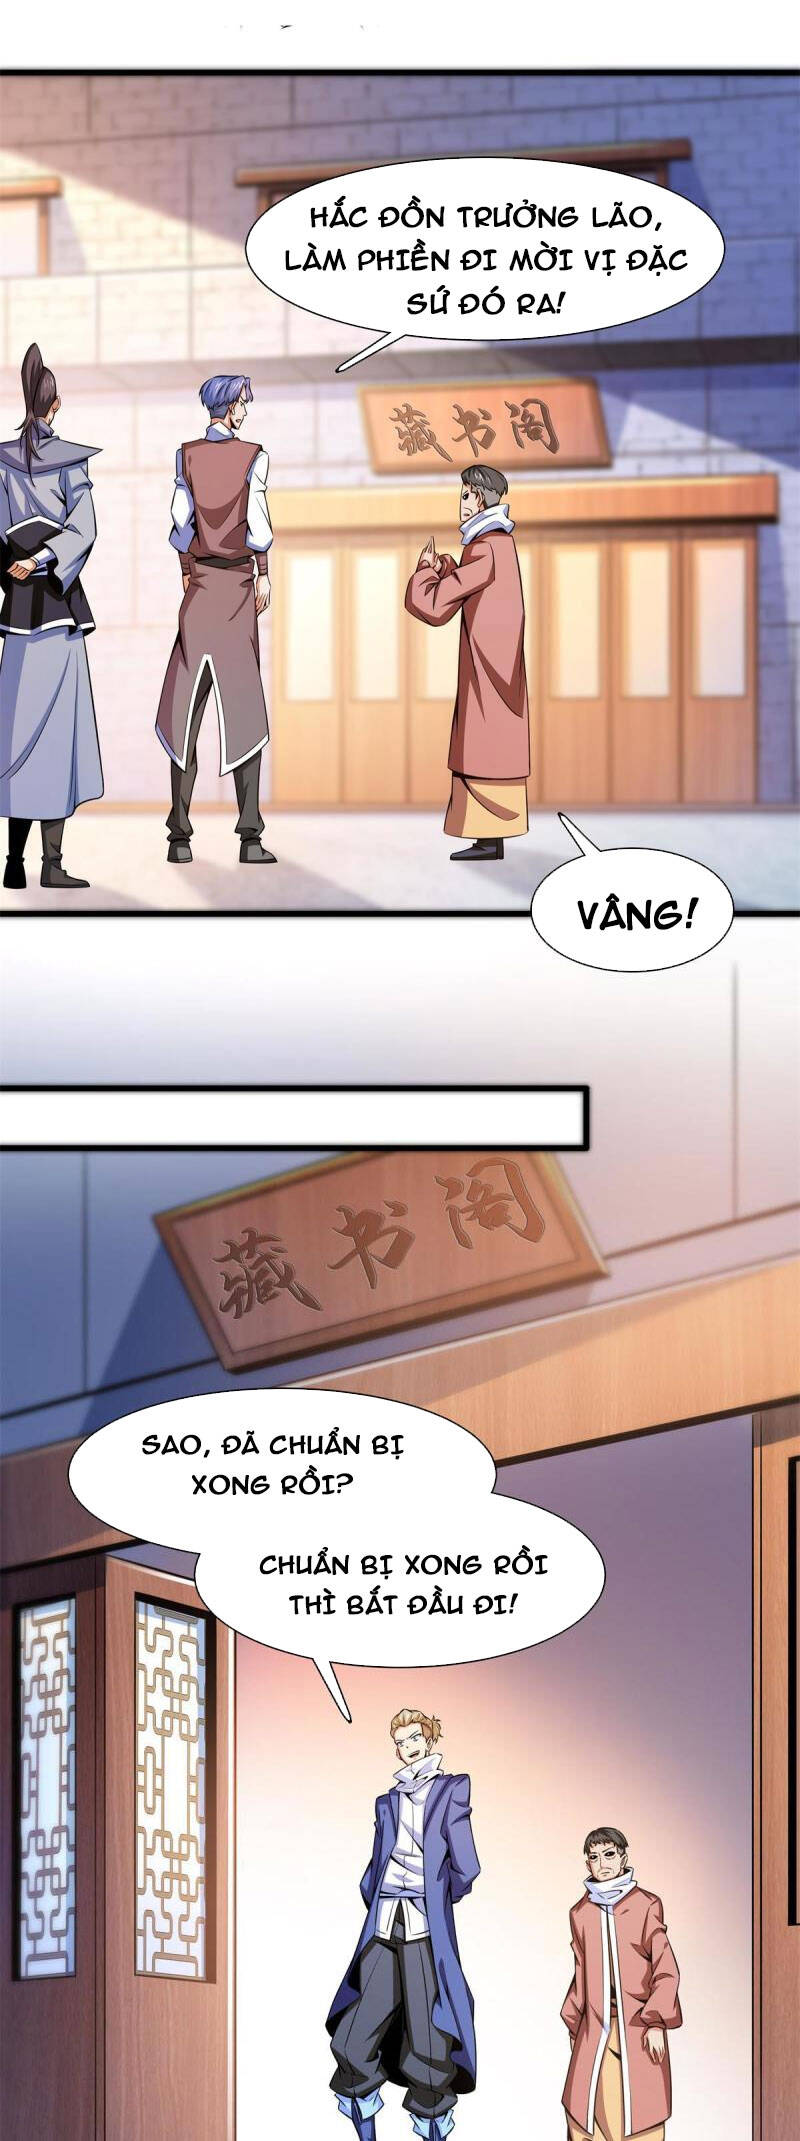 HẮC ĐỒN TRƯỞNG LÃO,
LÀM PHIỀN ĐI MỜI VỊ ĐẶC
SỨ ĐÓ RA!
藏书阁
VÂNG!
藏书阁
SAO, ĐÃ CHUẨN BỊ
XONG RỒI?
CHUẨN BỊ XONG RỒI
THÌ BẮT ĐẦU ĐI!